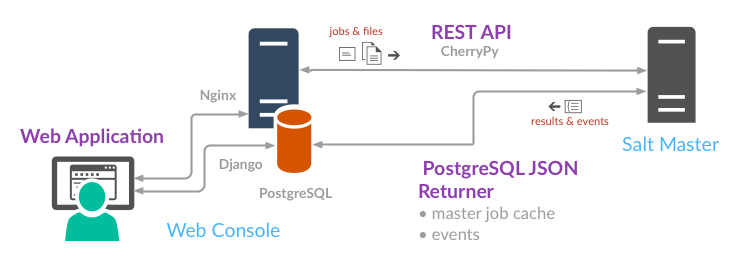 jobs & files
REST API
CherryPy
Nginx
results & events
Web Application
Salt Master
Django
PostgreSQL JSON
Returner
PostgreSQL
• master job cache
Web Console
• events